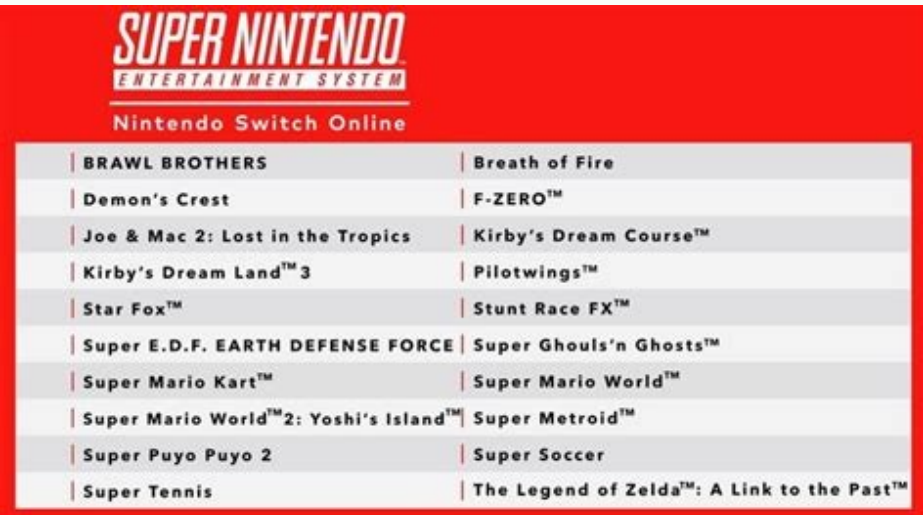 SUPER NINTENDO™
ENTERTAINMENT SYSTEM
Nintendo Switch Online
BRAWL BROTHERS
Breath of Fire
Demon's Crest
F-ZERO™
Joe & Mac 2: Lost in the Tropics
Kirby's Dream Course™
Kirby's Dream Land™ 3
Pilotwings™
Star Fox™
Stunt Race FX™
Super E.D.F. EARTH DEFENSE FORCE
Super Ghouls'n Ghosts™
Super Mario Kart™
Super Mario World™
Super Mario World™ 2: Yoshi's Island™
Super Metroid™
Super Puyo Puyo 2
Super Soccer
Super Tennis
The Legend of Zelda™: A Link to the Past™